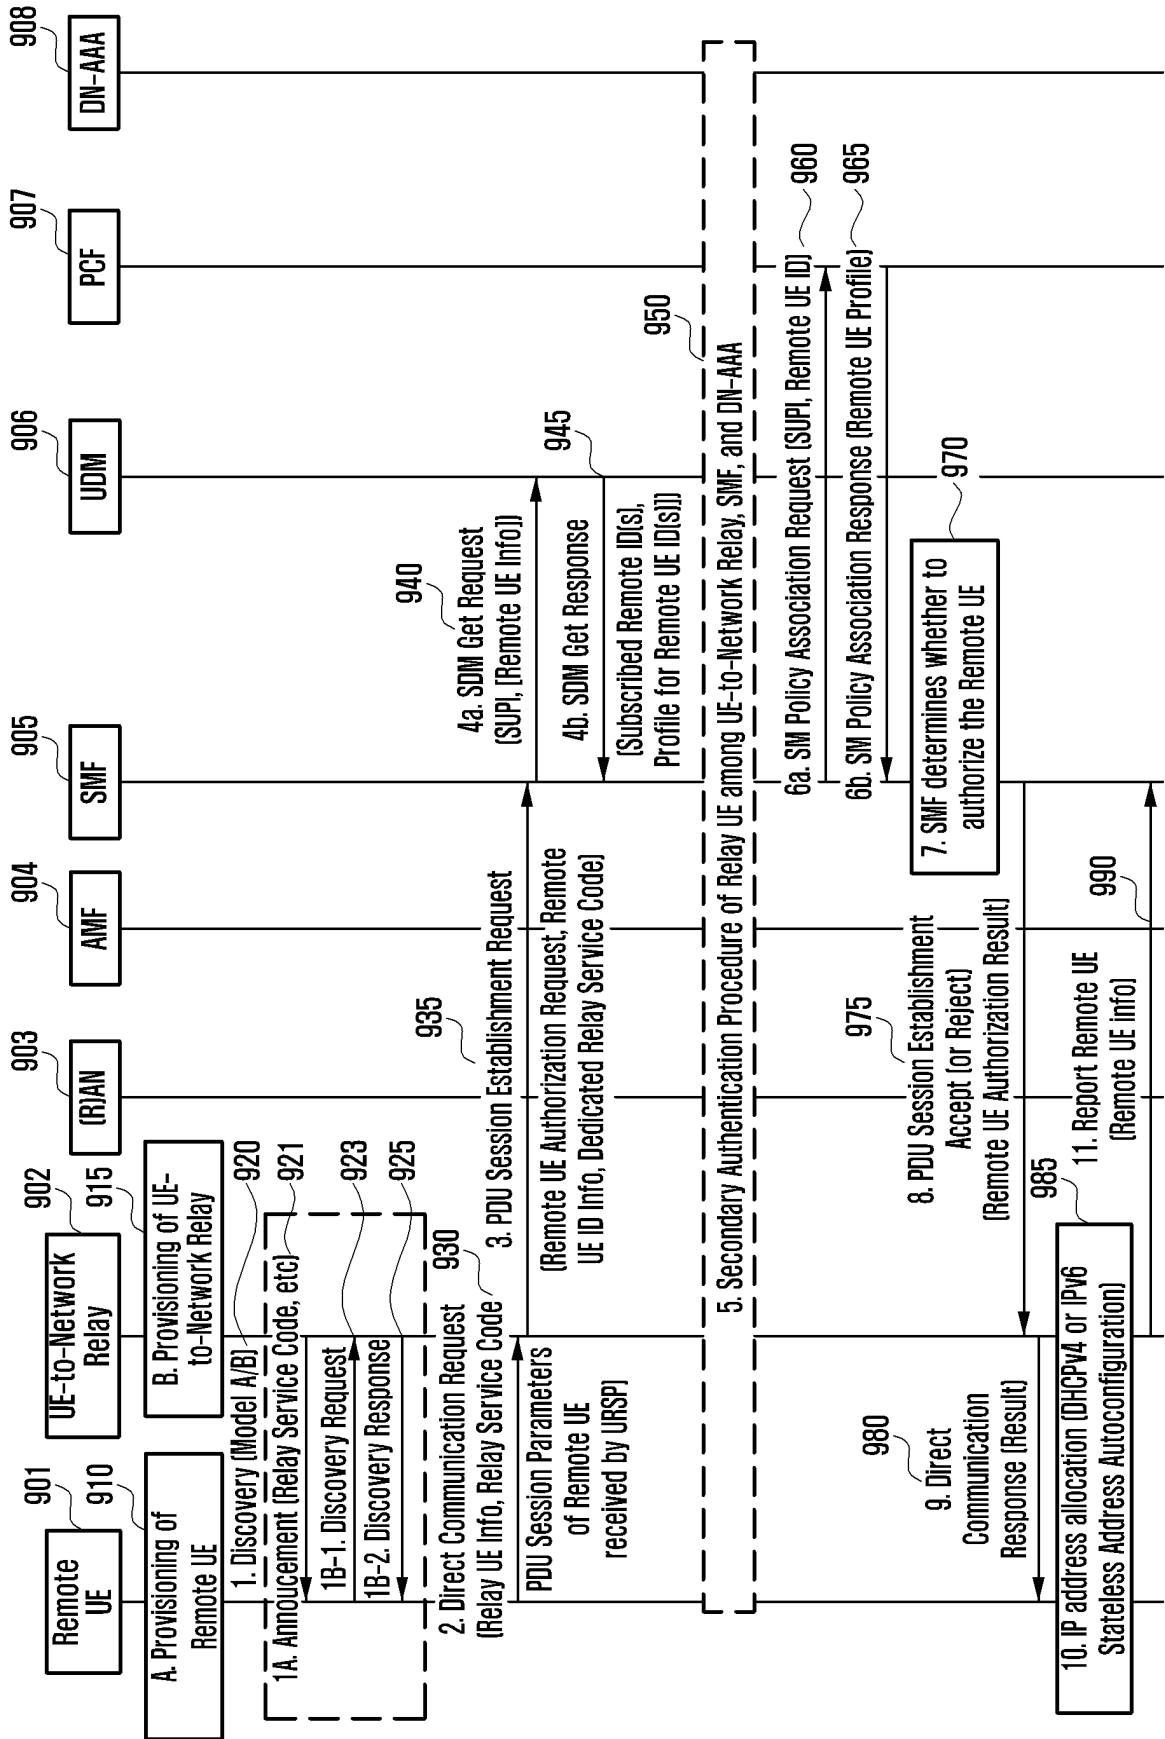 901
902
903
904
905
906
907
908
Remote
UE
UE-to-Network
Relay
(R)AN
AMF
SMF
UDM
PCF
DN-AAA
910
915
A. Provisioning of
Remote UE
B. Provisioning of UE-
to-Network Relay
1. Discovery (Model A/B)
920
1A. Annoucement (Relay Service Code, etc)
921
1B-1. Discovery Request
923
1B-2. Discovery Response
925
2. Direct Communication Request
930
(Relay UE Info, Relay Service Code
PDU Session Parameters
of Remote UE
received by URSP)
935
3. PDU Session Establishment Request
(Remote UE Authorization Request, Remote
UE ID Info, Dedicated Relay Service Code)
940
4a. SDM Get Request
(SUPI, [Remote UE Info])
4b. SDM Get Response
945
(Subscribed Remote ID(s),
Profile for Remote UE ID(s)])
950
5. Secondary Authentication Procedure of Relay UE among UE-to-Network Relay, SMF, and DN-AAA
6a. SM Policy Association Request (SUPI, Remote UE ID)
960
6b. SM Policy Association Response (Remote UE Profile)
965
970
7. SMF determines whether to
authorize the Remote UE
975
8. PDU Session Establishment
Accept (or Reject)
(Remote UE Authorization Result)
980
9. Direct
Communication
Response (Result)
985
10. IP address allocation (DHCPv4 or IPv6
Stateless Address Autoconfiguration)
11. Report Remote UE
(Remote UE info)
990